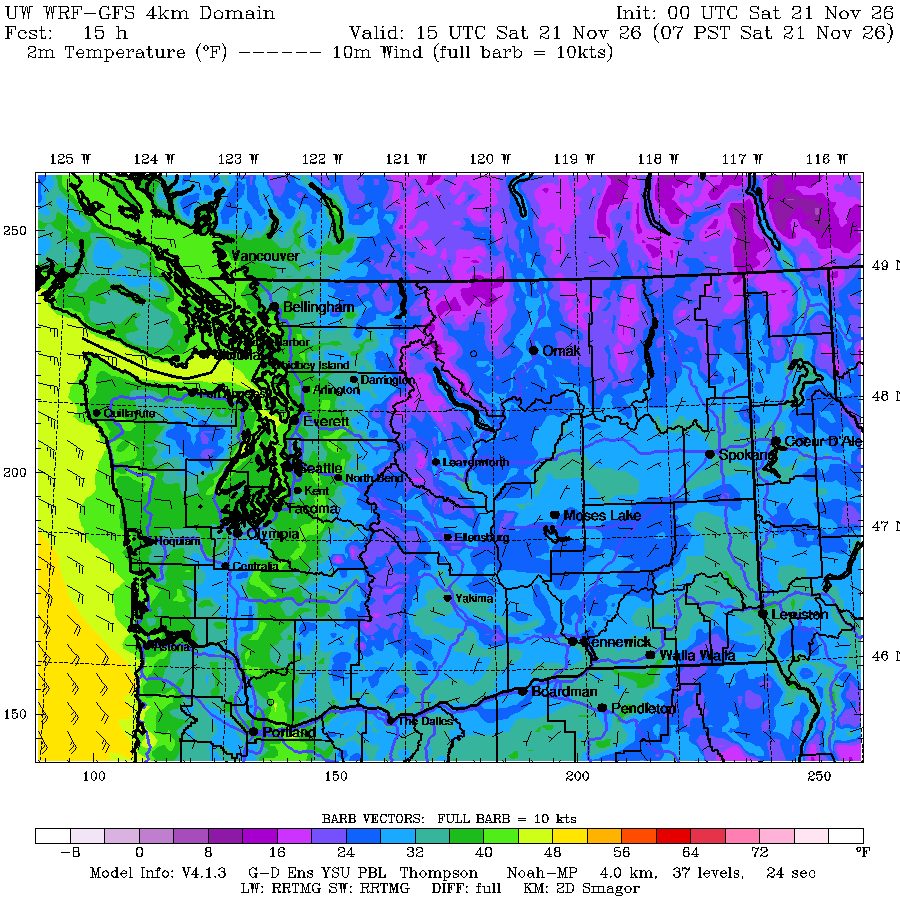 UW WRF-GFS 4km Domain Init: 00 UTC Sat 21 Nov 26
Fcst: 15 h Valid: 15 UTC Sat 21 Nov 26 (07 PST Sat 21 Nov 26)
2m Temperature (°F) ------ 10m Wind (full barb = 10kts)
125 W 124 W 123 W 122 W 121 W 120 W 119 W 118 W 117 W 116 W
250
Vancouver
49 N
Bellingham
Omak
Whidbey Island
Darrington
Arlington
48 N
Quillayute
Everett
Coeur D'Ale
Spokane
Leavenworth
200
Seattle
North Bend
Kent
Tacoma
Moses Lake
47 N
Olympia
Hoquiam
Ellensburg
Centralia
Yakima
Lewiston
Kennewick
Astoria
Walla Walla
46 N
Boardman
Pendleton
150
The Dalles
Portland
100 150 200 250
BARB VECTORS: FULL BARB = 10 kts
-8 0 8 16 24 32 40 48 56 64 72 °F
Model Info: V4.1.3 G-D Ens YSU PBL Thompson Noah-MP 4.0 km, 37 levels, 24 sec
LW: RRTMG SW: RRTMG DIFF: full KM: 2D Smagor